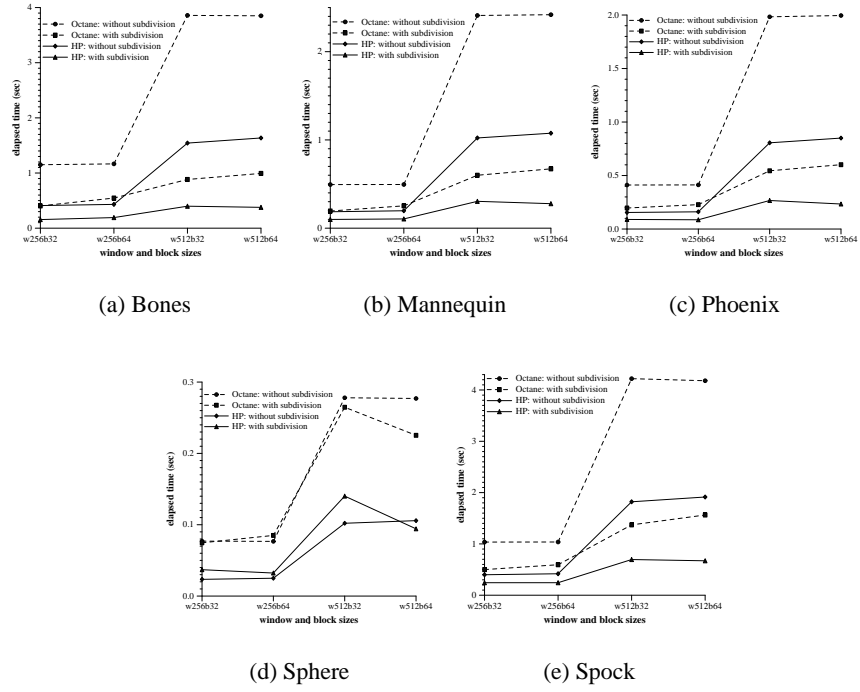 4
3
2
1
0
elapsed time (sec)
Octane: without subdivision
Octane: with subdivision
HP: without subdivision
HP: with subdivision
w256b32 w256b64 w512b32 w512b64
window and block sizes
(a) Bones
2
1
0
elapsed time (sec)
Octane: without subdivision
Octane: with subdivision
HP: without subdivision
HP: with subdivision
w256b32 w256b64 w512b32 w512b64
window and block sizes
(b) Mannequin
2.0
1.5
1.0
0.5
0.0
elapsed time (sec)
Octane: without subdivision
Octane: with subdivision
HP: without subdivision
HP: with subdivision
w256b32 w256b64 w512b32 w512b64
window and block sizes
(c) Phoenix
0.3
0.2
0.1
0.0
elapsed time (sec)
Octane: without subdivision
Octane: with subdivision
HP: without subdivision
HP: with subdivision
w256b32 w256b64 w512b32 w512b64
window and block sizes
(d) Sphere
4
3
2
1
0
elapsed time (sec)
Octane: without subdivision
Octane: with subdivision
HP: without subdivision
HP: with subdivision
w256b32 w256b64 w512b32 w512b64
window and block sizes
(e) Spock